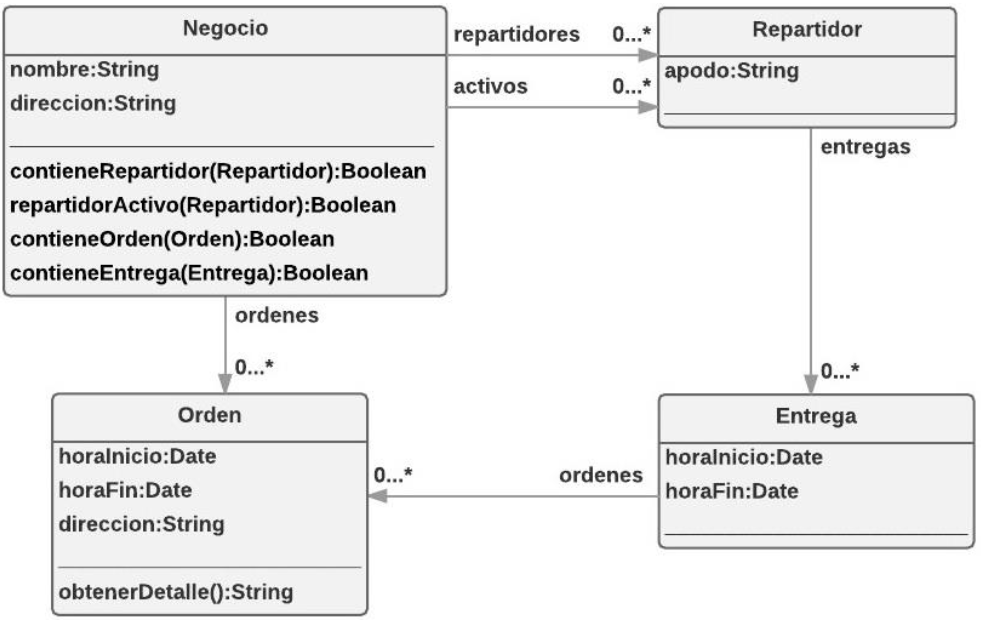 Negocio
nombre:String
direccion:String
contieneRepartidor(Repartidor):Boolean
repartidorActivo(Repartidor):Boolean
contieneOrden(Orden):Boolean
contieneEntrega(Entrega):Boolean
repartidores 0...*
activos 0...*
Repartidor
apodo:String
entregas
0...*
ordenes
0...*
Orden
horaInicio:Date
horaFin:Date
direccion:String
obtenerDetalle():String
0...* ordenes
Entrega
horaInicio:Date
horaFin:Date